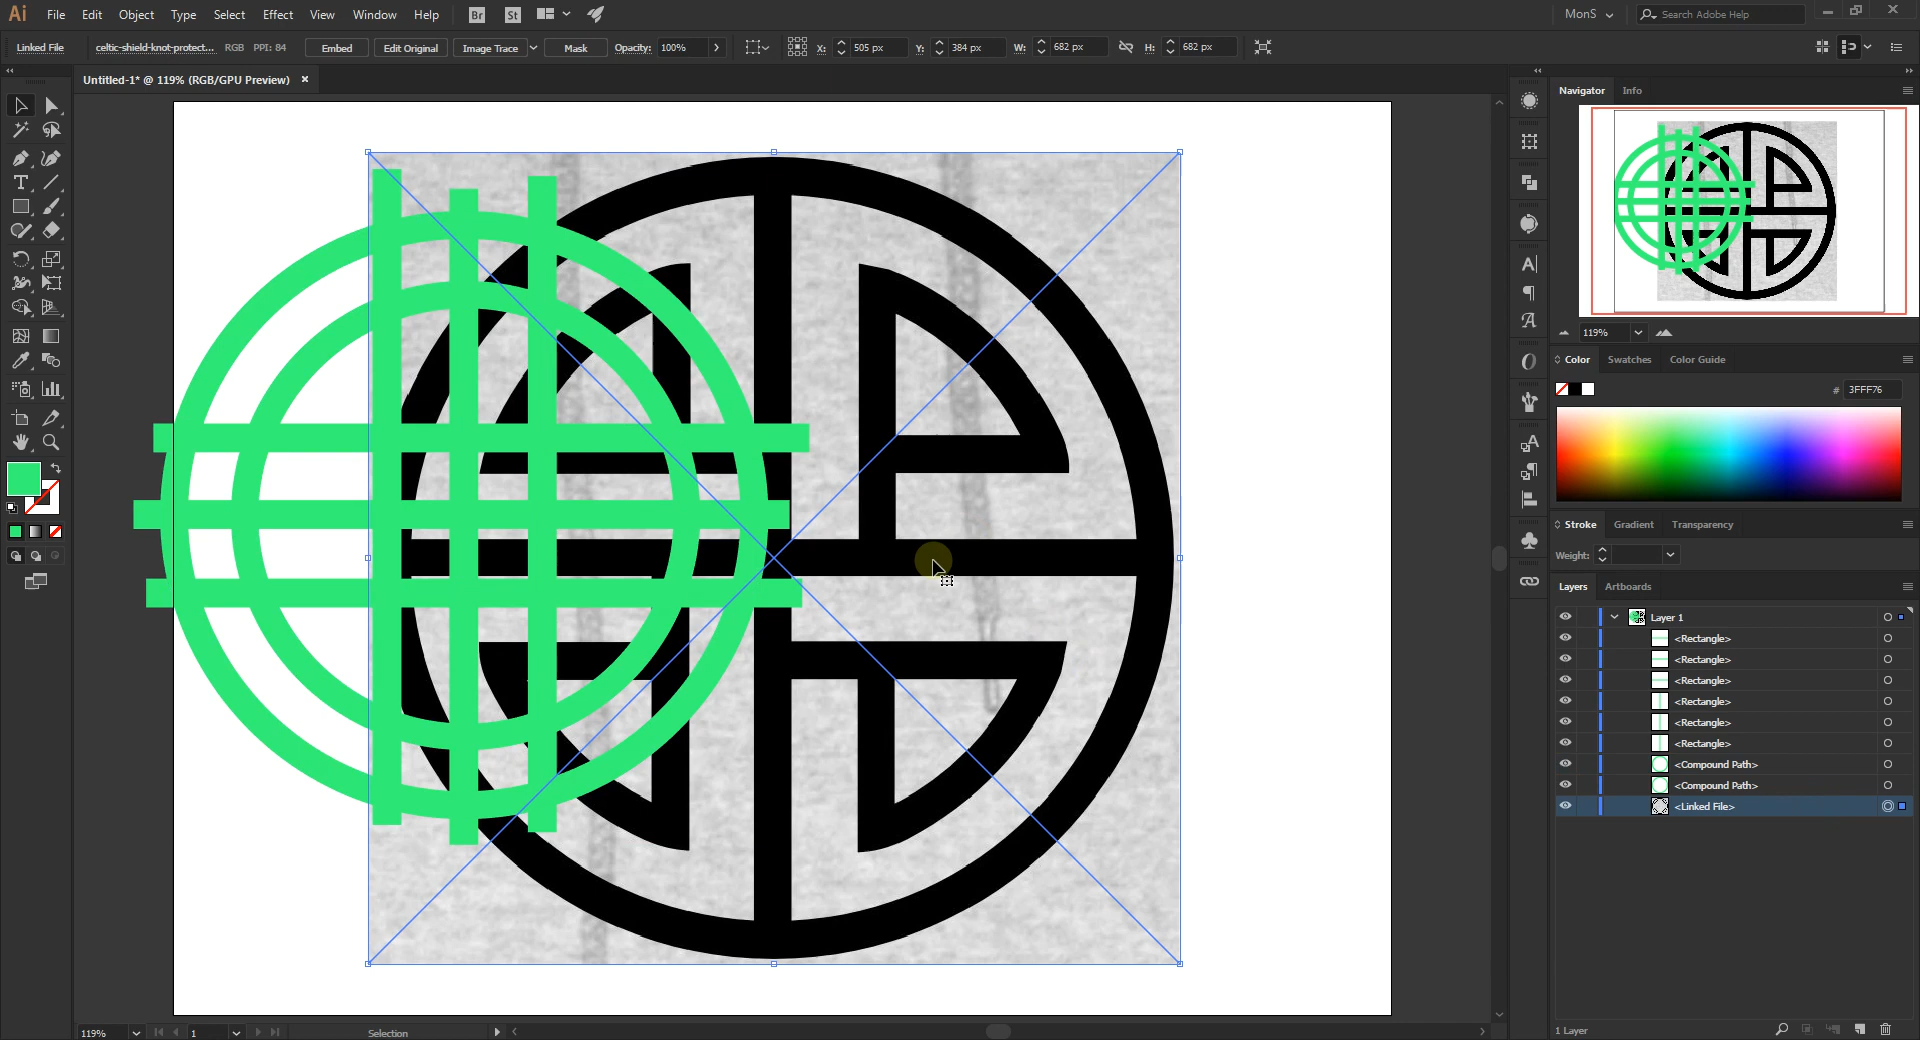 Ai File Edit Object Type Select Effect View Window Help Br St MonS Search Adobe Help
Linked File celtic-shield-knot-protect... RGB PPI: 84 Embed Edit Original Image Trace Mask Opacity: 100% X: 505 px Y: 384 px W: 682 px H: 682 px
Untitled-1* @ 119% (RGB/GPU Preview)
Navigator Info
119%
Color Swatches Color Guide
# 3FFF76
Stroke Gradient Transparency
Weight:
Layers Artboards
Layer 1
<Rectangle>
<Rectangle>
<Rectangle>
<Rectangle>
<Rectangle>
<Rectangle>
<Compound Path>
<Compound Path>
<Linked File>
1 Layer
119% 1 Selection